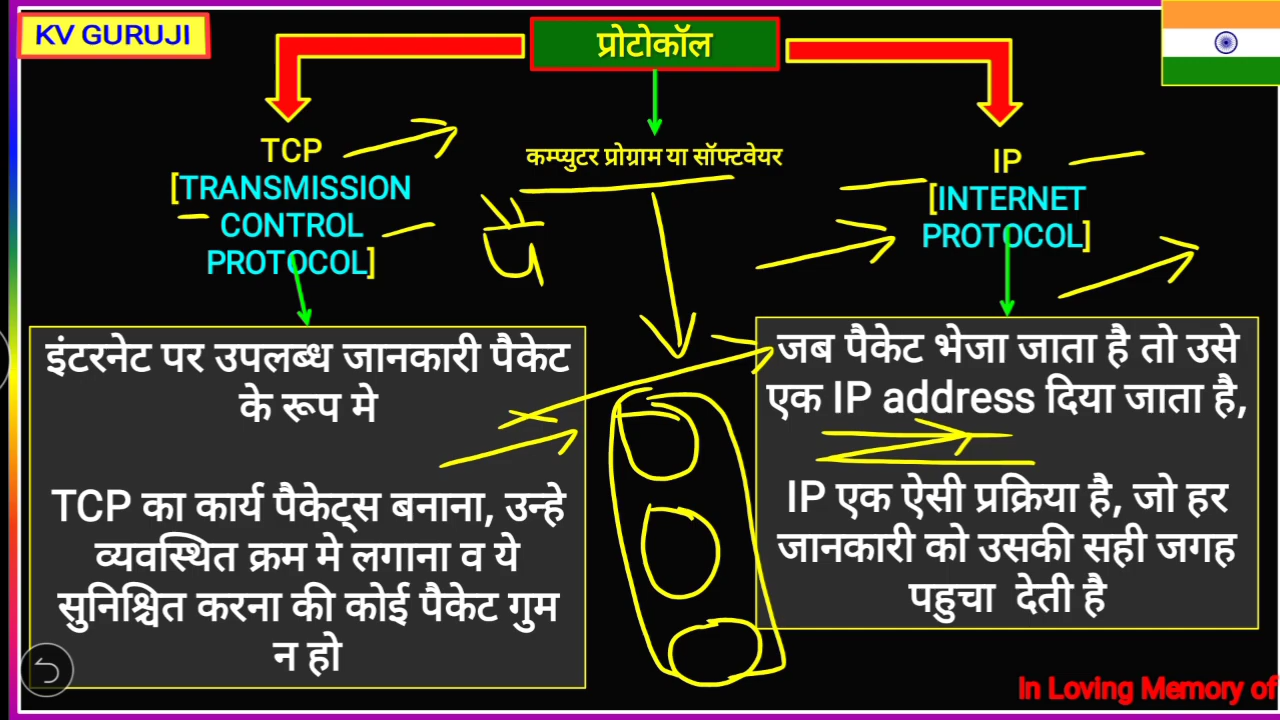 KV GURUJI
प्रोटोकॉल
TCP
[TRANSMISSION
CONTROL
PROTOCOL]
कम्प्युटर प्रोग्राम या सॉफ्टवेयर
IP
[INTERNET
PROTOCOL]
इंटरनेट पर उपलब्ध जानकारी पैकेट
के रूप मे
TCP का कार्य पैकेट्स बनाना, उन्हे
व्यवस्थित क्रम मे लगाना व ये
सुनिश्चित करना की कोई पैकेट गुम
न हो
जब पैकेट भेजा जाता है तो उसे
एक IP address दिया जाता है,
IP एक ऐसी प्रक्रिया है, जो हर
जानकारी को उसकी सही जगह
पहुचा देती है
In Loving Memory of